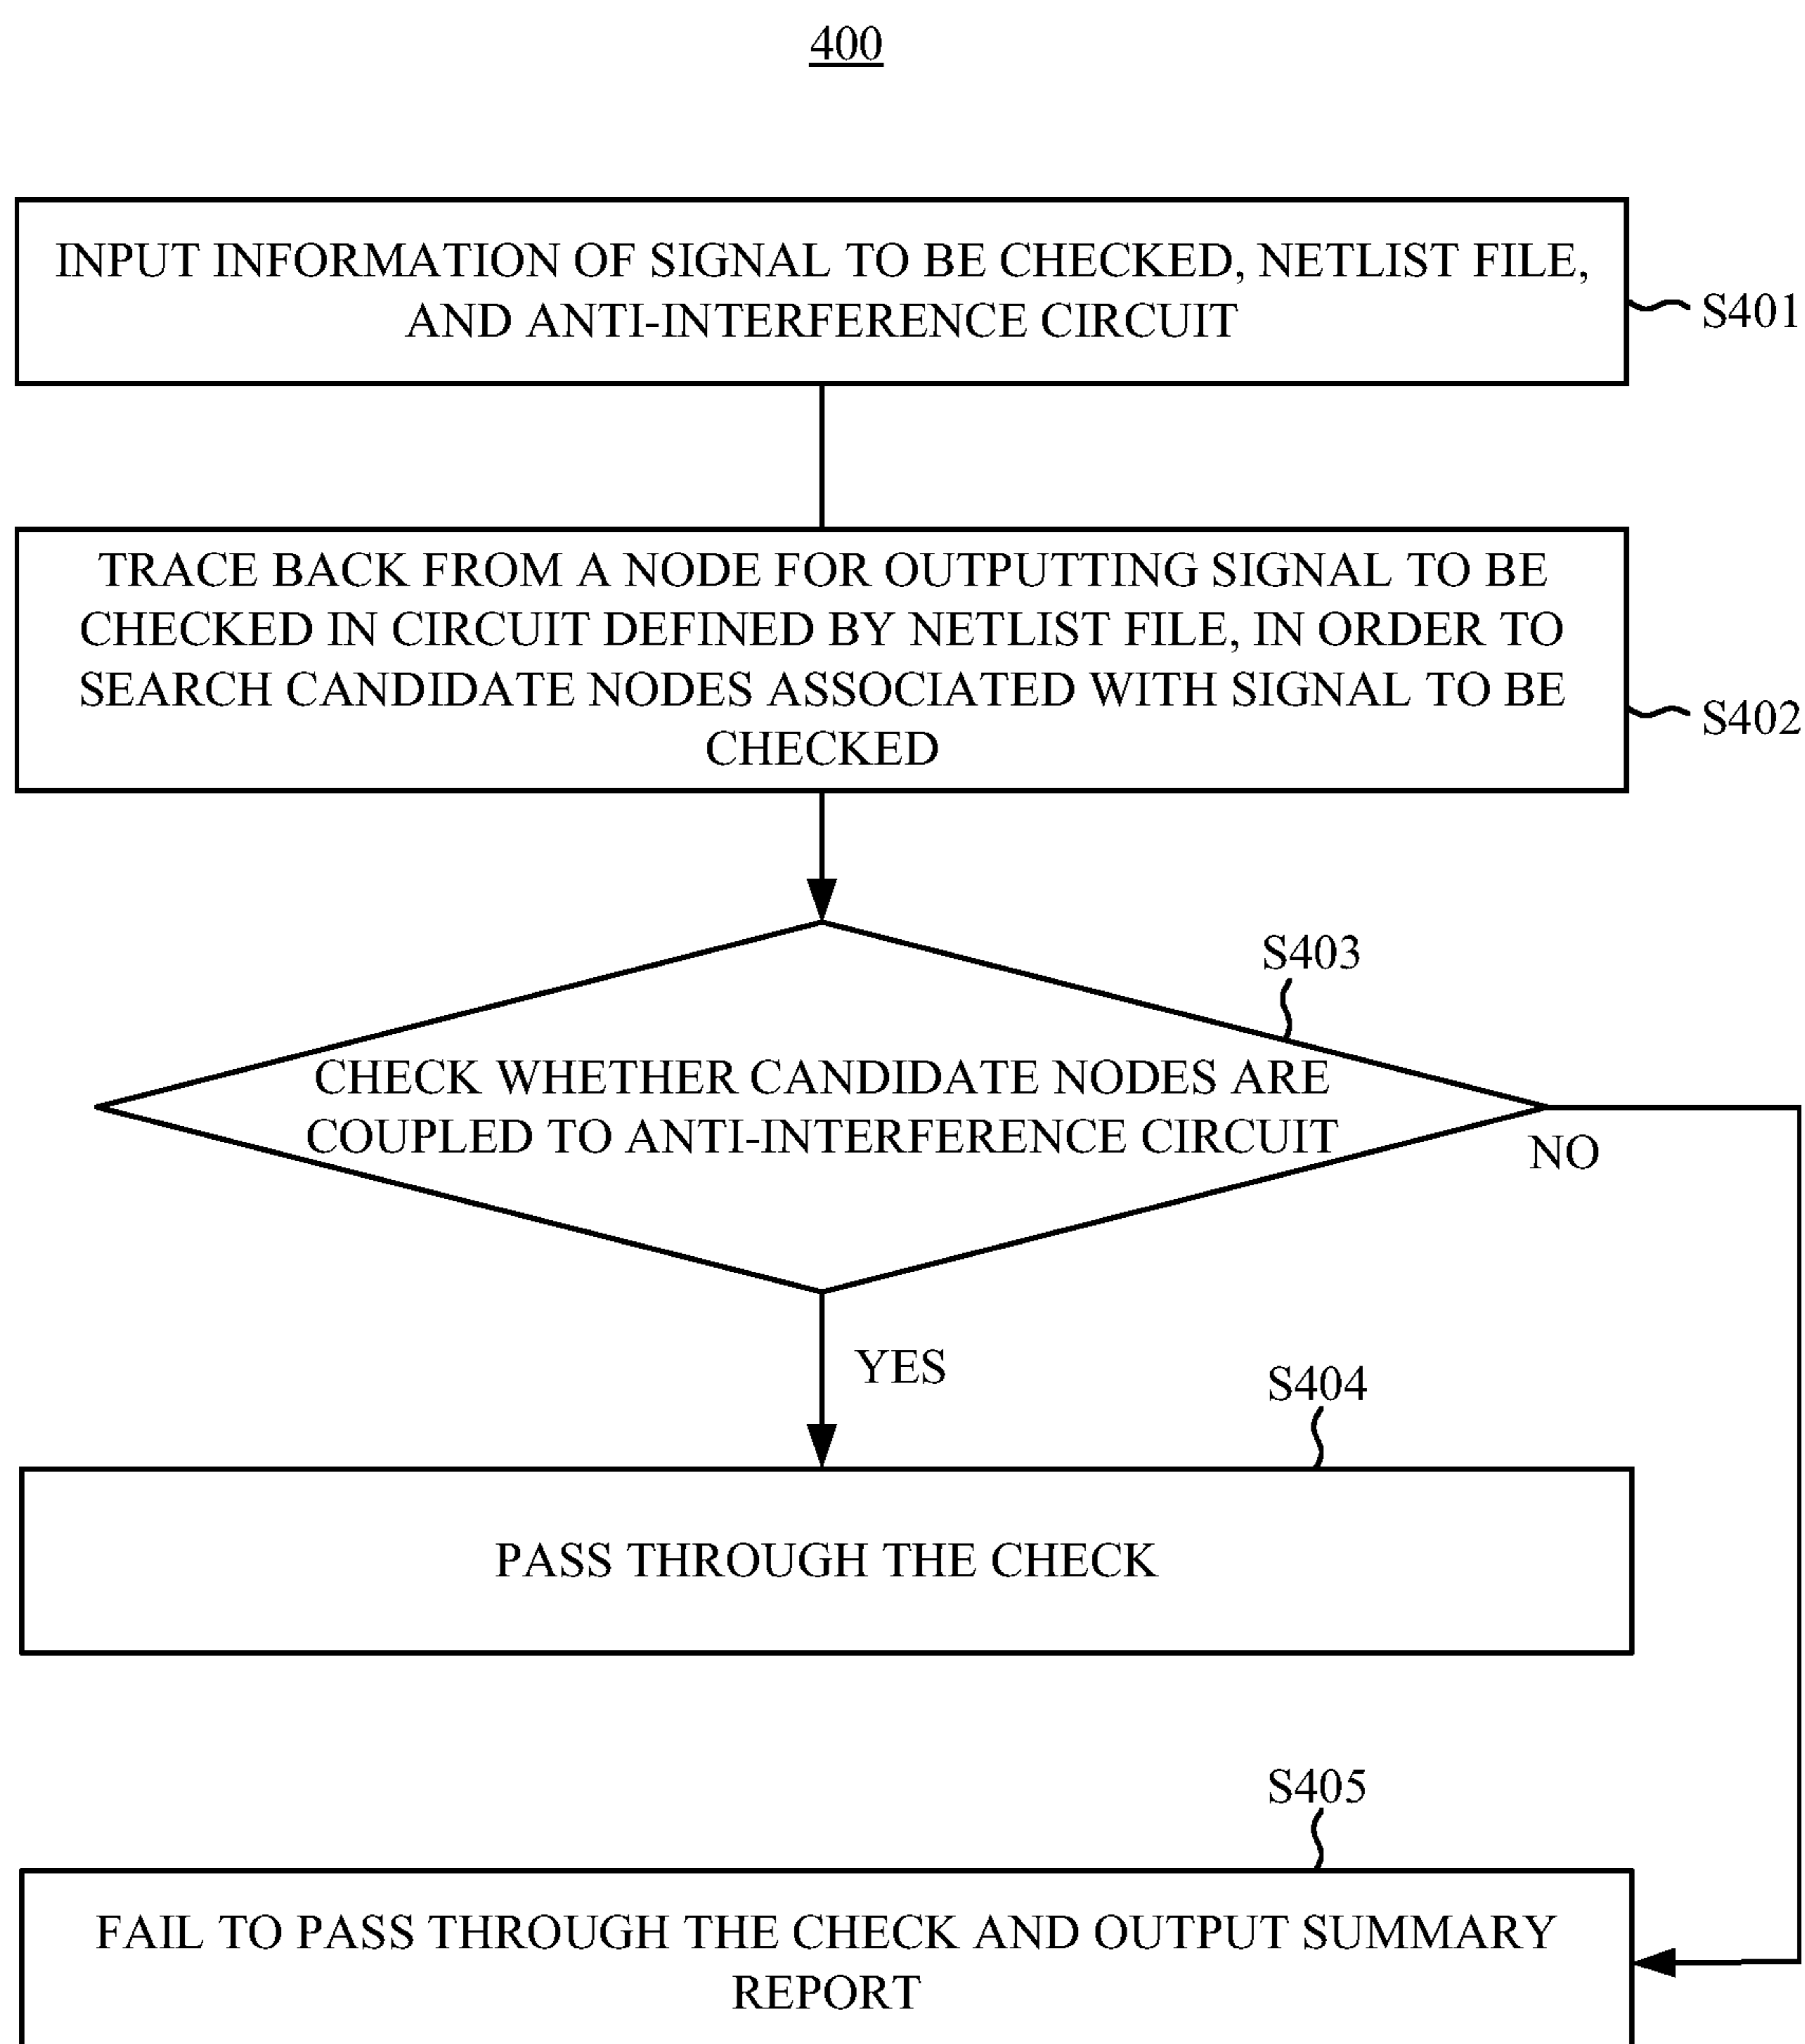 400
INPUT INFORMATION OF SIGNAL TO BE CHECKED, NETLIST FILE,
AND ANTI-INTERFERENCE CIRCUIT
S401
TRACE BACK FROM A NODE FOR OUTPUTTING SIGNAL TO BE
CHECKED IN CIRCUIT DEFINED BY NETLIST FILE, IN ORDER TO
SEARCH CANDIDATE NODES ASSOCIATED WITH SIGNAL TO BE
CHECKED
S402
S403
CHECK WHETHER CANDIDATE NODES ARE
COUPLED TO ANTI-INTERFERENCE CIRCUIT
NO
YES
S404
PASS THROUGH THE CHECK
S405
FAIL TO PASS THROUGH THE CHECK AND OUTPUT SUMMARY
REPORT